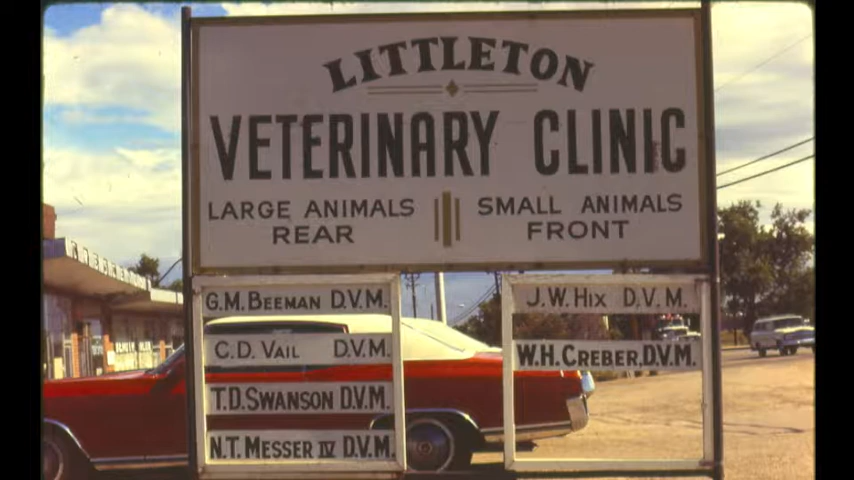 LITTLETON
VETERINARY CLINIC
LARGE ANIMALS REAR
SMALL ANIMALS FRONT
G.M. BEEMAN D.V.M.
C.D. VAIL D.V.M.
T.D. SWANSON D.V.M.
N.T. MESSER IV D.V.M.
J.W. HIX D.V.M.
W.H. CREBER, D.V.M.